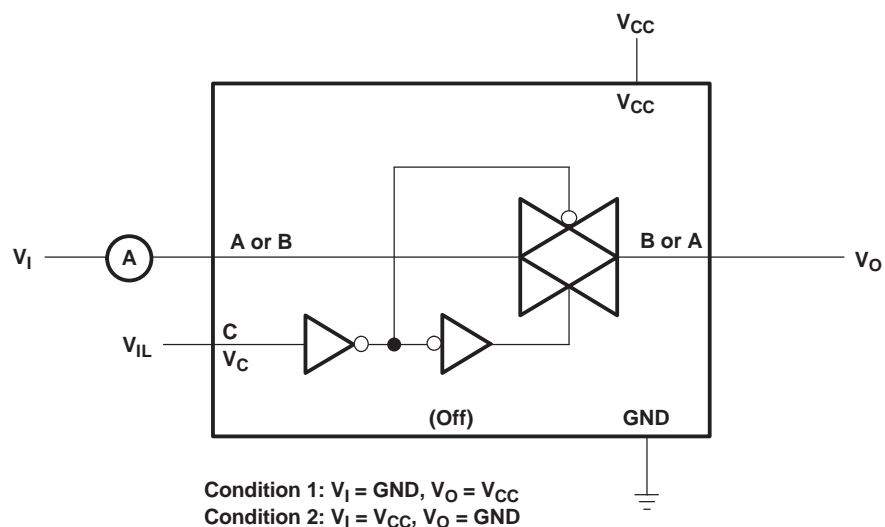 VCC
VCC
A or B
B or A
VI
A
VO
C
VIL
VC
(Off)
GND
Condition 1: VI = GND, VO = VCC
Condition 2: VI = VCC, VO = GND